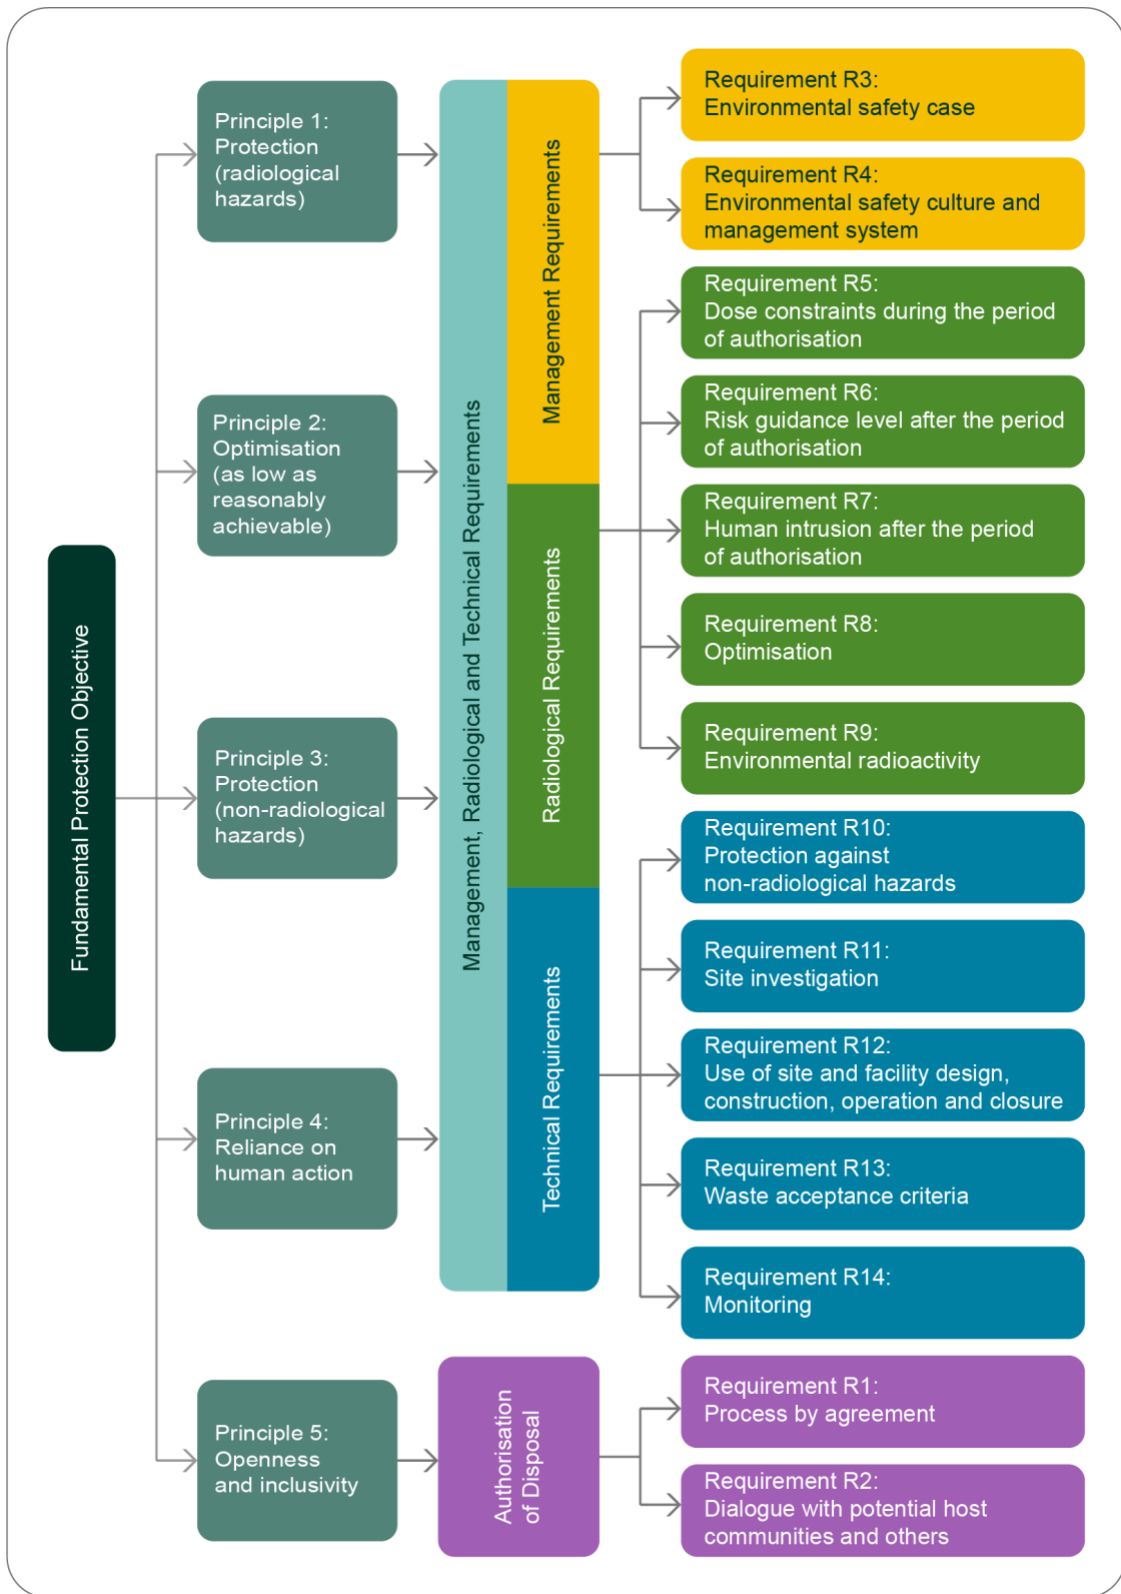 Fundamental Protection Objective
Principle 1:
Protection
(radiological
hazards)
Principle 2:
Optimisation
(as low as
reasonably
achievable)
Principle 3:
Protection
(non-radiological
hazards)
Principle 4:
Reliance on
human action
Principle 5:
Openness
and inclusivity
Management, Radiological and Technical Requirements
Management Requirements
Radiological Requirements
Technical Requirements
Authorisation
of Disposal
Requirement R3:
Environmental safety case
Requirement R4:
Environmental safety culture and
management system
Requirement R5:
Dose constraints during the period
of authorisation
Requirement R6:
Risk guidance level after the period
of authorisation
Requirement R7:
Human intrusion after the period
of authorisation
Requirement R8:
Optimisation
Requirement R9:
Environmental radioactivity
Requirement R10:
Protection against
non-radiological hazards
Requirement R11:
Site investigation
Requirement R12:
Use of site and facility design,
construction, operation and closure
Requirement R13:
Waste acceptance criteria
Requirement R14:
Monitoring
Requirement R1:
Process by agreement
Requirement R2:
Dialogue with potential host
communities and others